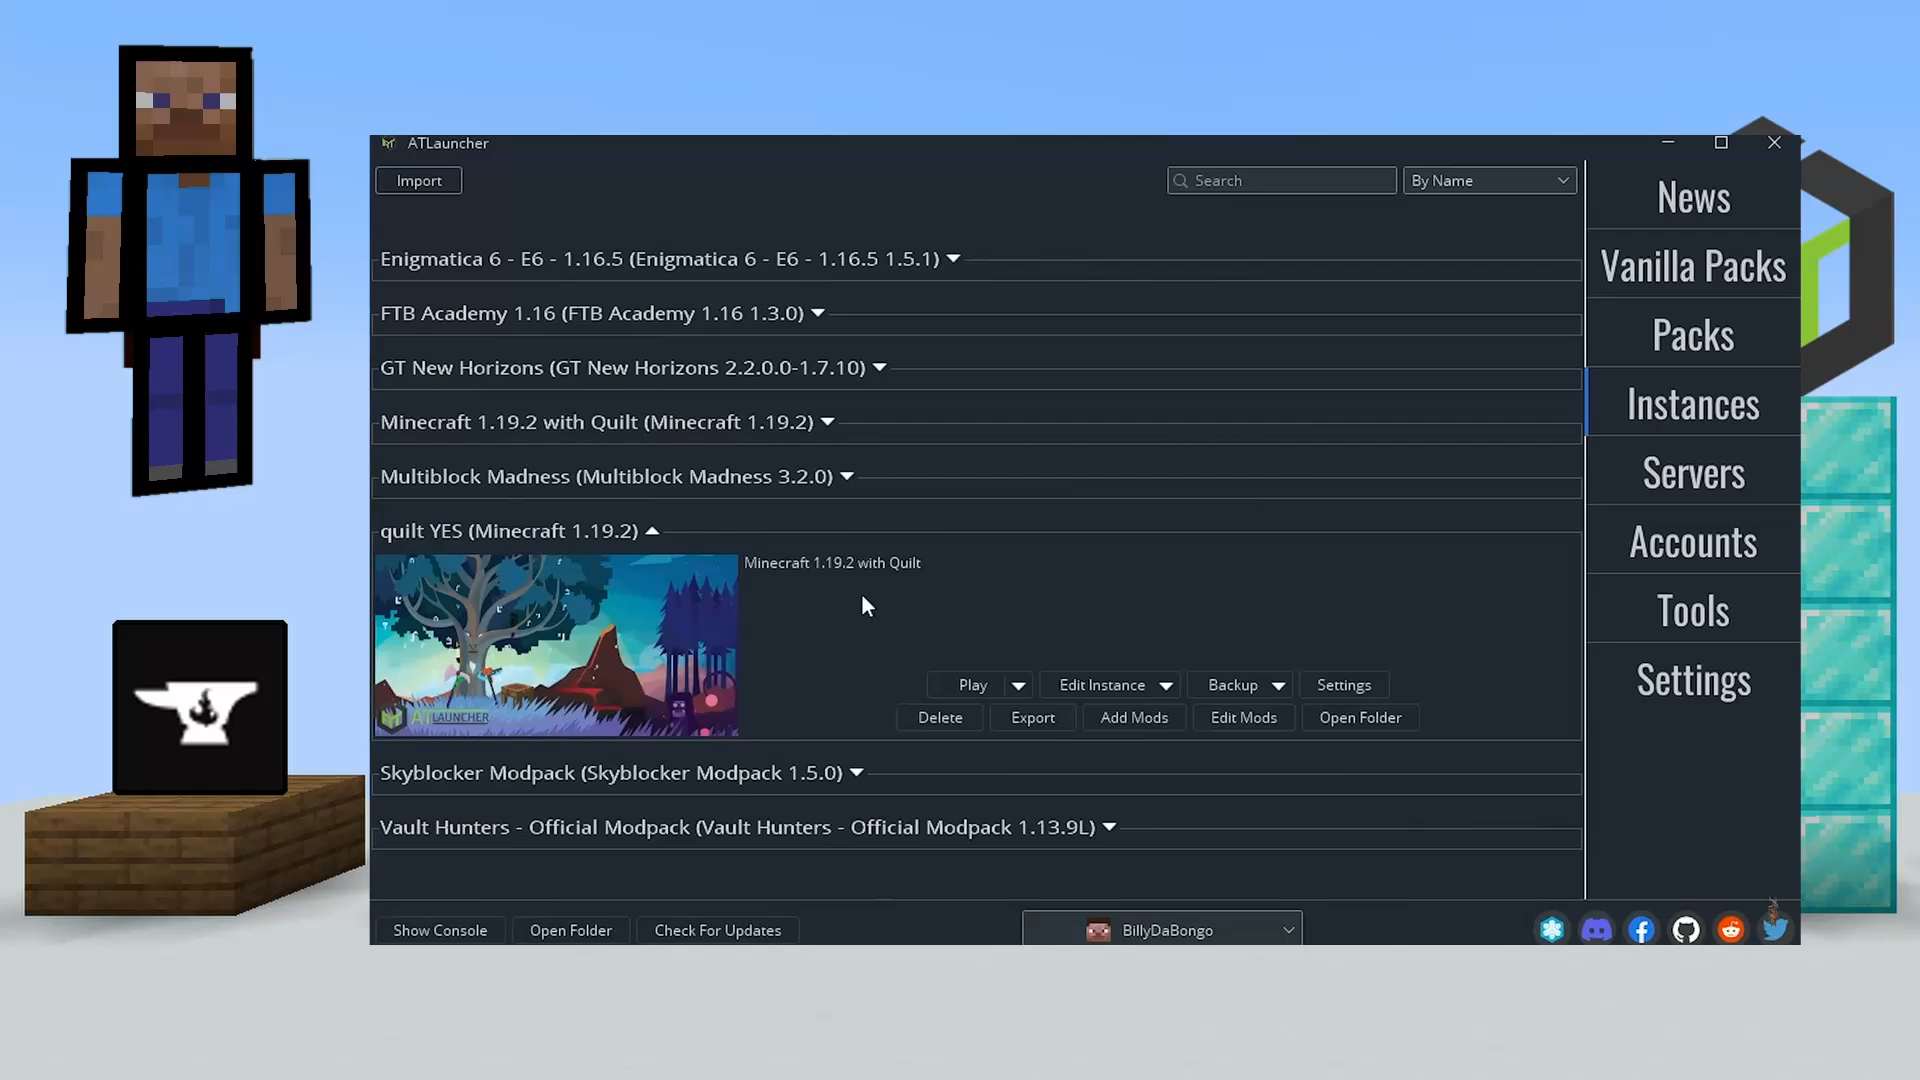 ATLauncher
Import
Search
By Name
News
Vanilla Packs
Packs
Instances
Servers
Accounts
Tools
Settings
Enigmatica 6 - E6 - 1.16.5 (Enigmatica 6 - E6 - 1.16.5 1.5.1)
FTB Academy 1.16 (FTB Academy 1.16 1.3.0)
GT New Horizons (GT New Horizons 2.2.0.0-1.7.10)
Minecraft 1.19.2 with Quilt (Minecraft 1.19.2)
Multiblock Madness (Multiblock Madness 3.2.0)
quilt YES (Minecraft 1.19.2)
Minecraft 1.19.2 with Quilt
ATLAUNCHER
Play
Edit Instance
Backup
Settings
Delete
Export
Add Mods
Edit Mods
Open Folder
Skyblocker Modpack (Skyblocker Modpack 1.5.0)
Vault Hunters - Official Modpack (Vault Hunters - Official Modpack 1.13.9L)
Show Console
Open Folder
Check For Updates
BillyDaBongo